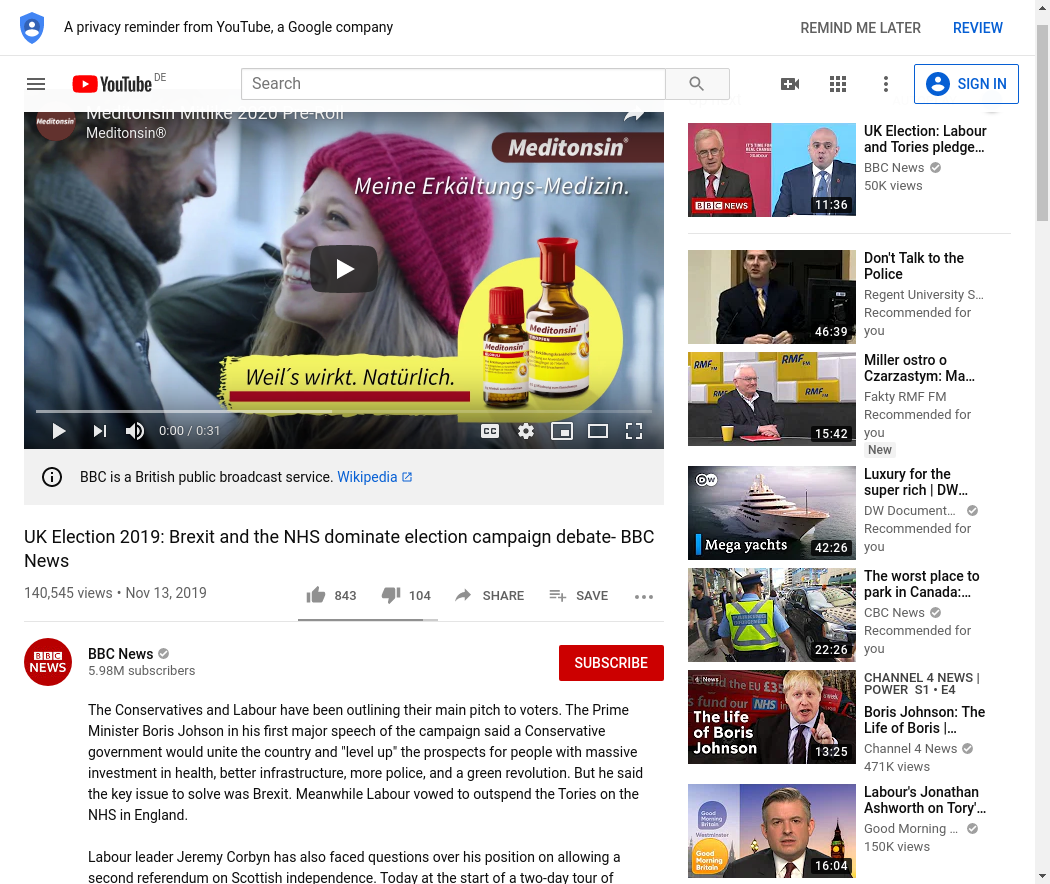 A privacy reminder from YouTube, a Google company
REMIND ME LATER
REVIEW
YouTube DE
Search
SIGN IN
Meditonsin Mitlike 2020 Pre-Roll
Meditonsin®
Meditonsin
Meditonsin®
Meine Erkältungs-Medizin.
Meditonsin
Meditonsin
Weil´s wirkt. Natürlich.
0:00 / 0:31
CC
BBC is a British public broadcast service. Wikipedia
UK Election 2019: Brexit and the NHS dominate election campaign debate- BBC
News
140,545 views • Nov 13, 2019
843
104
SHARE
SAVE
BBC
NEWS
BBC News
5.98M subscribers
SUBSCRIBE
The Conservatives and Labour have been outlining their main pitch to voters. The Prime
Minister Boris Johson in his first major speech of the campaign said a Conservative
government would unite the country and "level up" the prospects for people with massive
investment in health, better infrastructure, more police, and a green revolution. But he said
the key issue to solve was Brexit. Meanwhile Labour vowed to outspend the Tories on the
NHS in England.
Labour leader Jeremy Corbyn has also faced questions over his position on allowing a
second referendum on Scottish independence. Today at the start of a two-day tour of
BBC NEWS
11:36
UK Election: Labour
and Tories pledge…
BBC News
50K views
46:39
Don't Talk to the
Police
Regent University S…
Recommended for
you
RMF FM
RMF
RMF FM
15:42
Miller ostro o
Czarzastym: Ma…
Fakty RMF FM
Recommended for
you
New
DW
Mega yachts
42:26
Luxury for the
super rich | DW…
DW Document…
Recommended for
you
22:26
The worst place to
park in Canada:…
CBC News
Recommended for
you
News
send the EU £35
NHS
The life
of Boris
Johnson
13:25
CHANNEL 4 NEWS |
POWER S1 • E4
Boris Johnson: The
Life of Boris |…
Channel 4 News
471K views
Good
Morning
Britain
Westminster
Good
Morning
Britain
16:04
Labour's Jonathan
Ashworth on Tory'…
Good Morning …
150K views